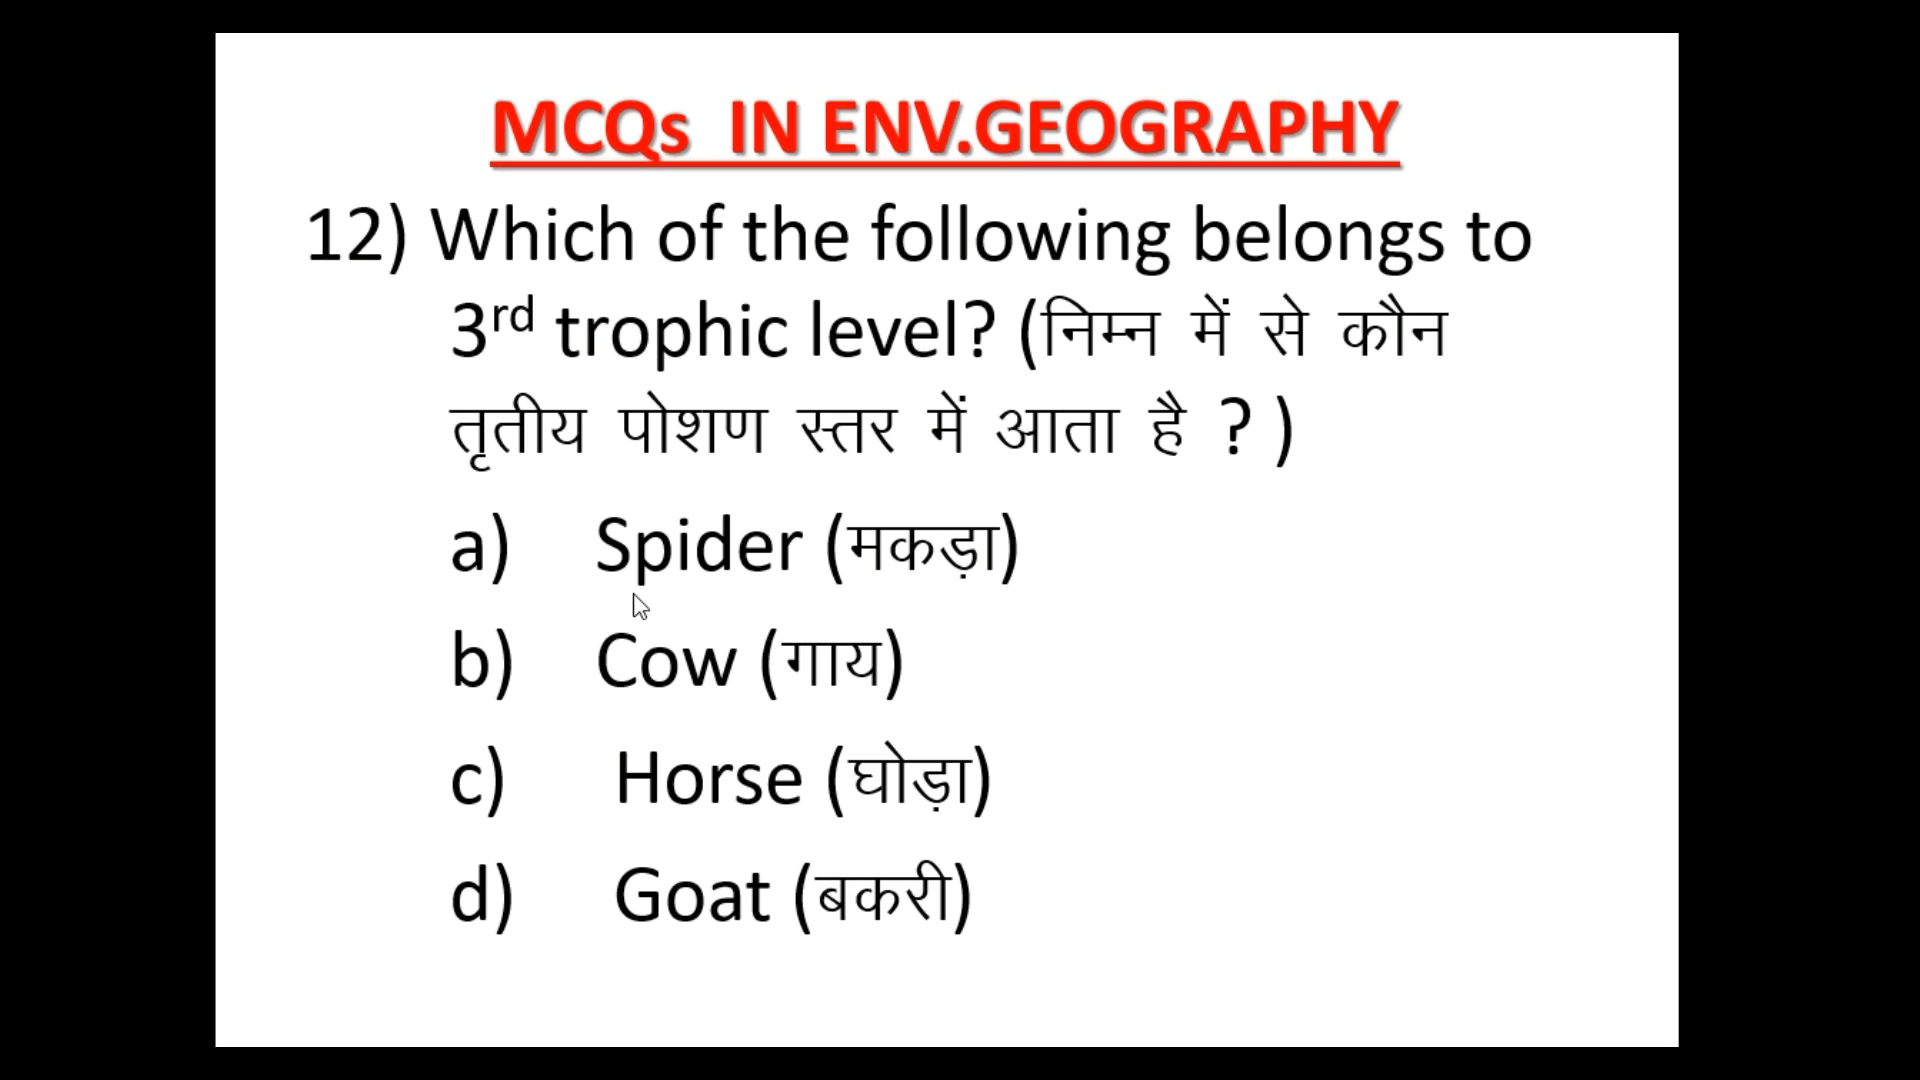 MCQs IN ENV.GEOGRAPHY
12) Which of the following belongs to
3rd trophic level? (निम्न में से कौन
तृतीय पोशण स्तर में आता है ? )
a) Spider (मकड़ा)
b) Cow (गाय)
c) Horse (घोड़ा)
d) Goat (बकरी)